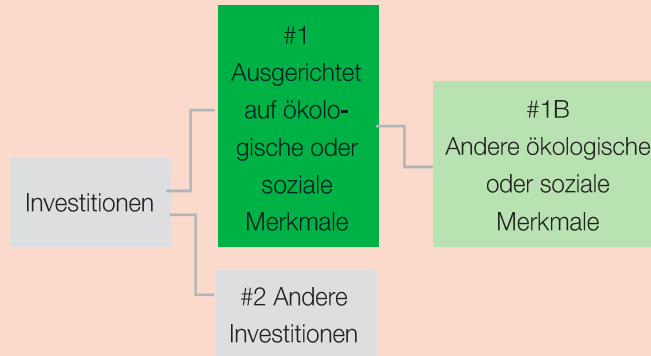 Investitionen
#1
Ausgerichtet
auf ökolo-
gische oder
soziale
Merkmale
#1B
Andere ökologische
oder soziale
Merkmale
#2 Andere
Investitionen